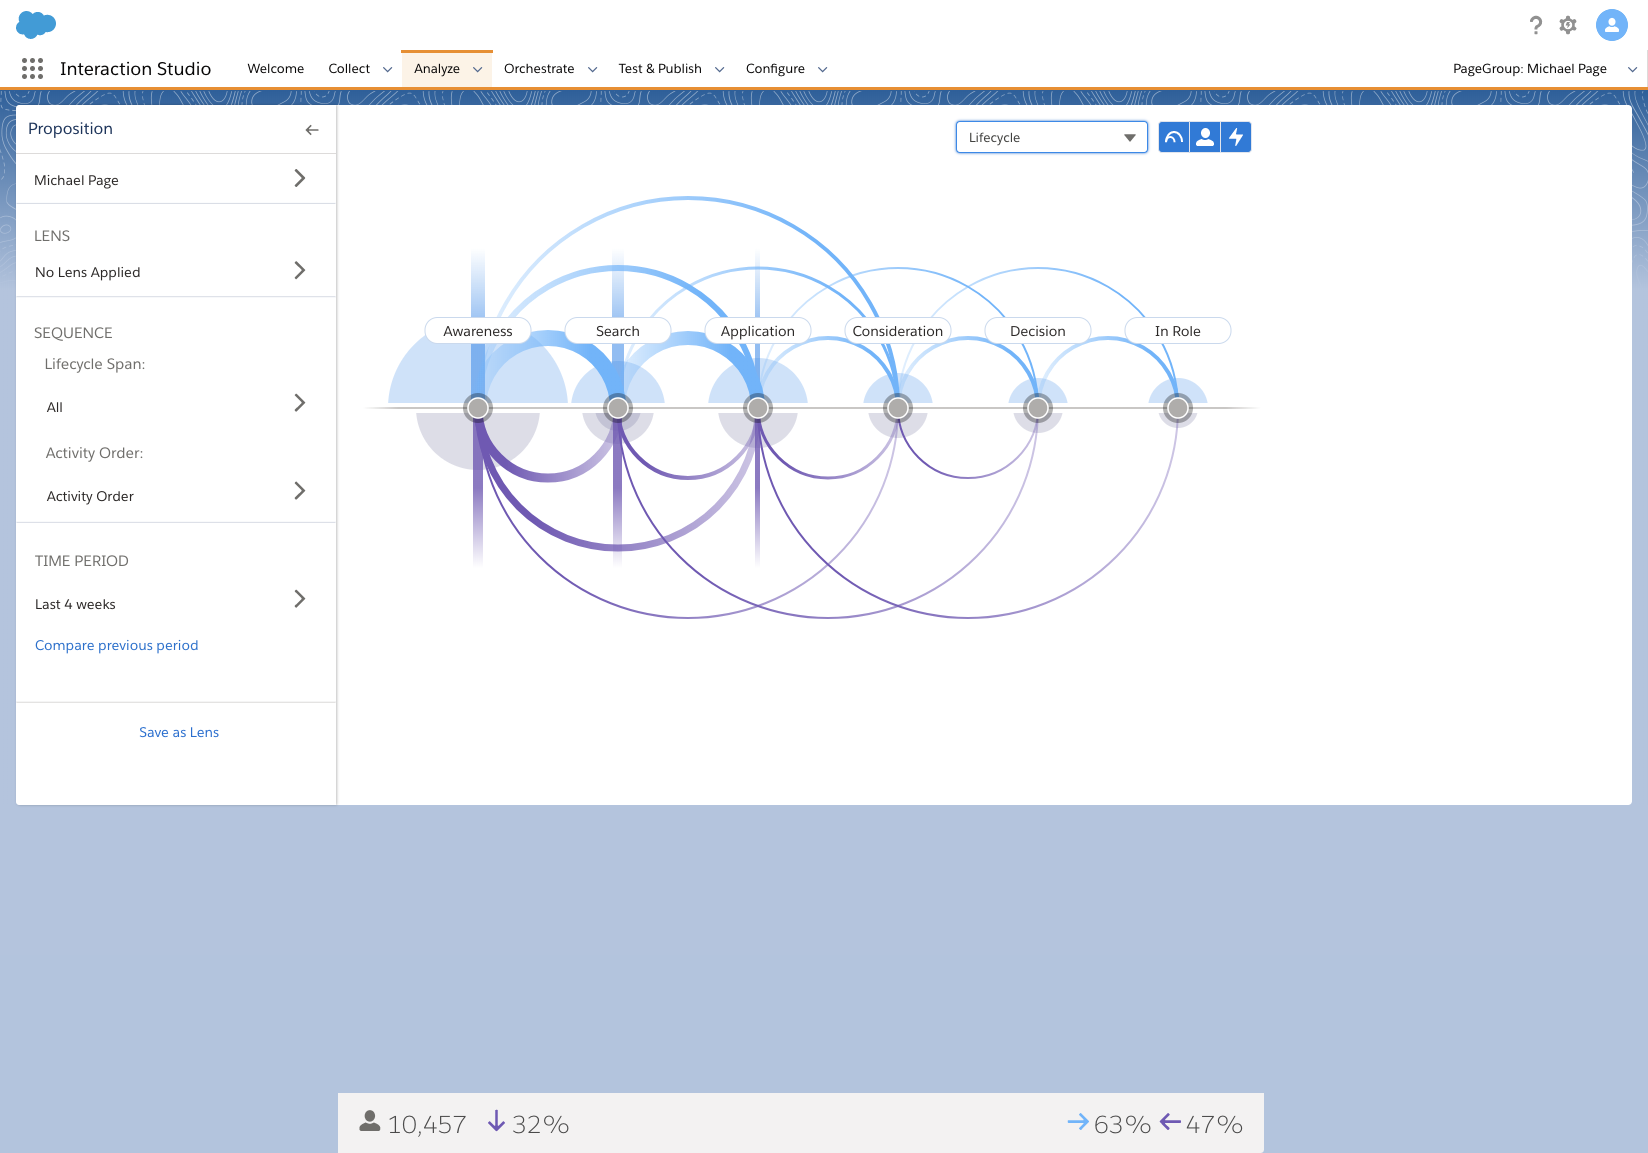 Interaction Studio
Welcome
Collect
Analyze
Orchestrate
Test & Publish
Configure
PageGroup: Michael Page
Proposition
Michael Page
LENS
No Lens Applied
SEQUENCE
Lifecycle Span:
All
Activity Order:
Activity Order
TIME PERIOD
Last 4 weeks
Compare previous period
Save as Lens
Lifecycle
Awareness
Search
Application
Consideration
Decision
In Role
10,457
32%
63%
47%